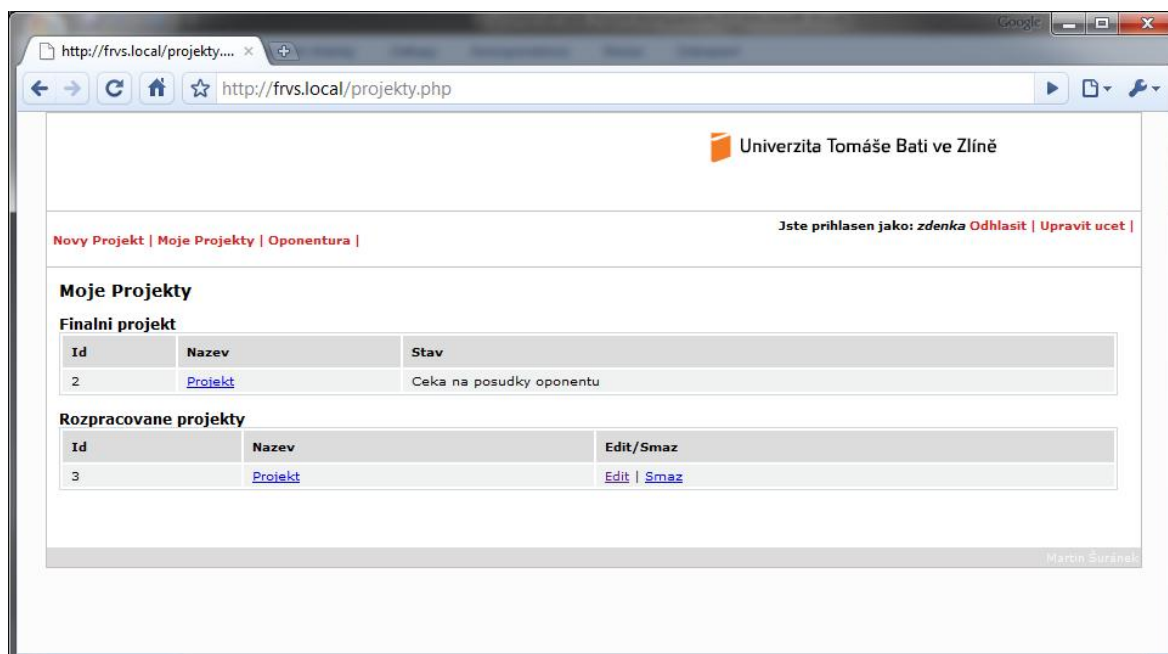 Google
http://frvs.local/projekty....
http://frvs.local/projekty.php
Univerzita Tomáše Bati ve Zlíně
Jste prihlasen jako: zdenka Odhlasit | Upravit ucet |
Novy Projekt | Moje Projekty | Oponentura |
Moje Projekty
Finalni projekt
Id Nazev Stav
2 Projekt Ceka na posudky oponentu
Rozpracovane projekty
Id Nazev Edit/Smaz
3 Projekt Edit | Smaz
Martin Šuránek